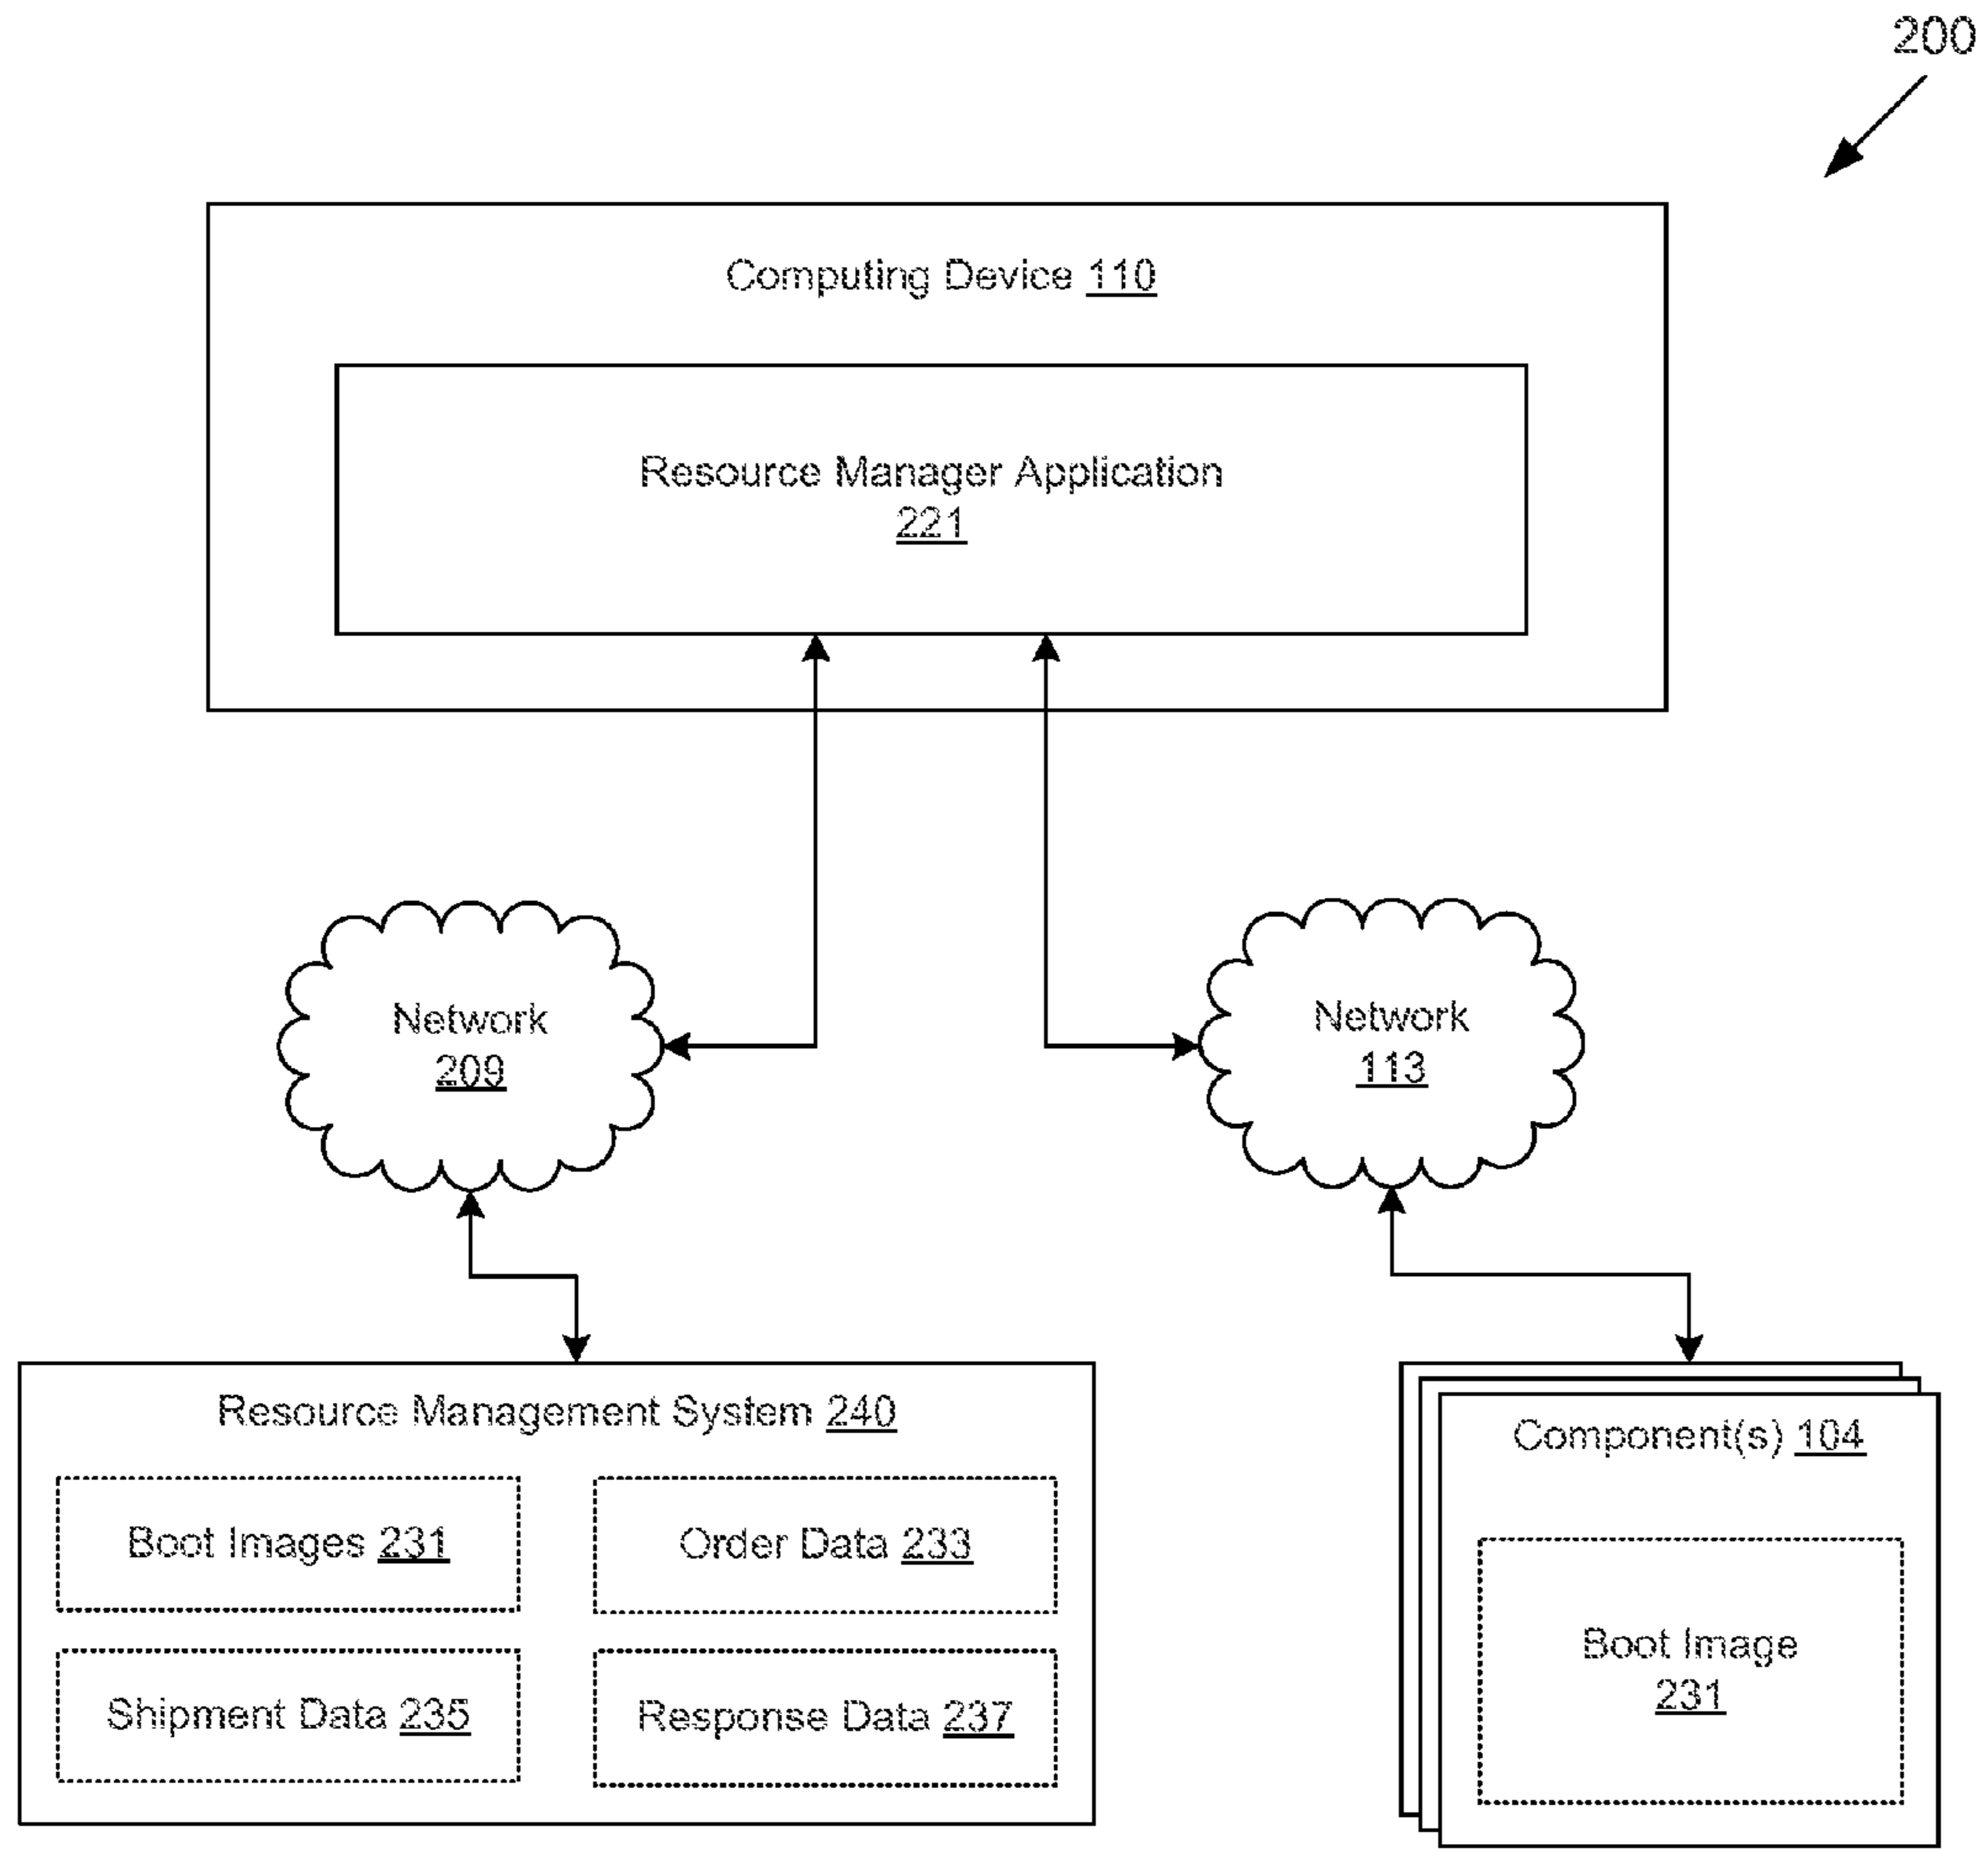 200
Computing Device 110
Resource Manager Application
221
Network
209
Network
113
Resource Management System 240
Boot Images 231
Order Data 233
Shipment Data 235
Response Data 237
Component(s) 104
Boot Image
231